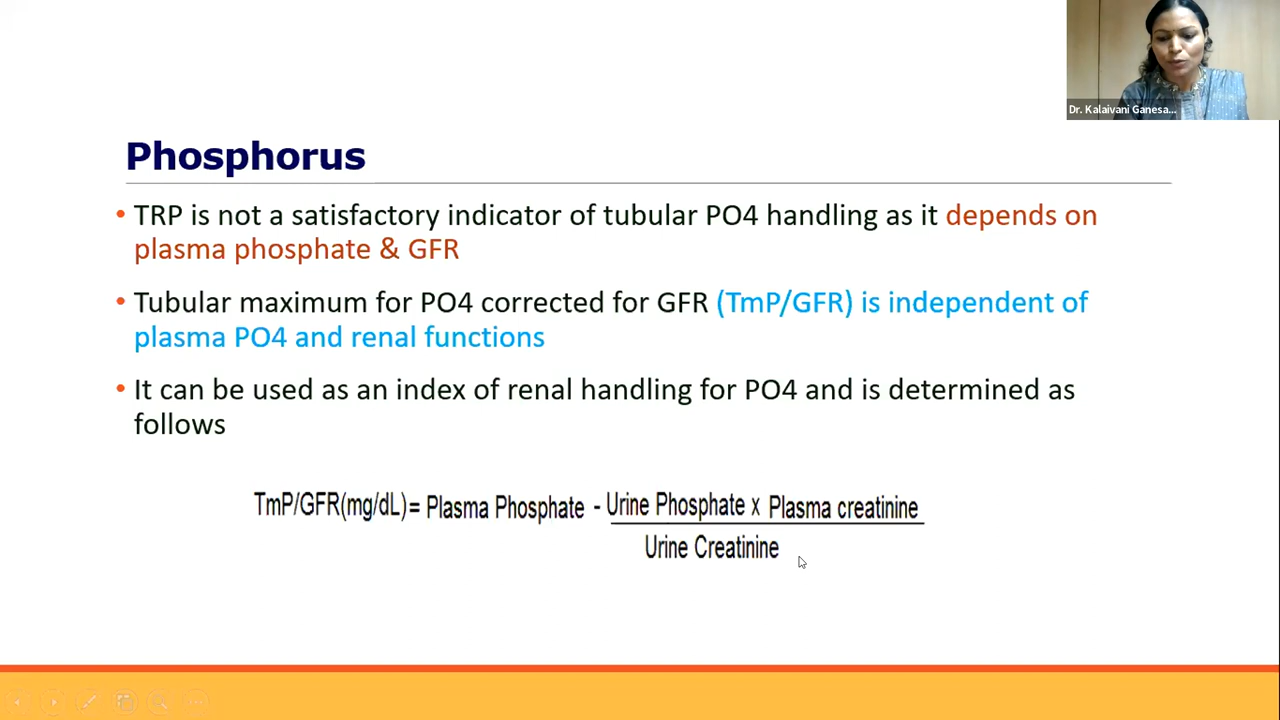 Dr. Kalaivani Ganesa...
Phosphorus
• TRP is not a satisfactory indicator of tubular PO4 handling as it depends on
plasma phosphate & GFR
• Tubular maximum for PO4 corrected for GFR (TmP/GFR) is independent of
plasma PO4 and renal functions
• It can be used as an index of renal handling for PO4 and is determined as
follows
TmP/GFR(mg/dL)= Plasma Phosphate - Urine Phosphate x Plasma creatinine
Urine Creatinine